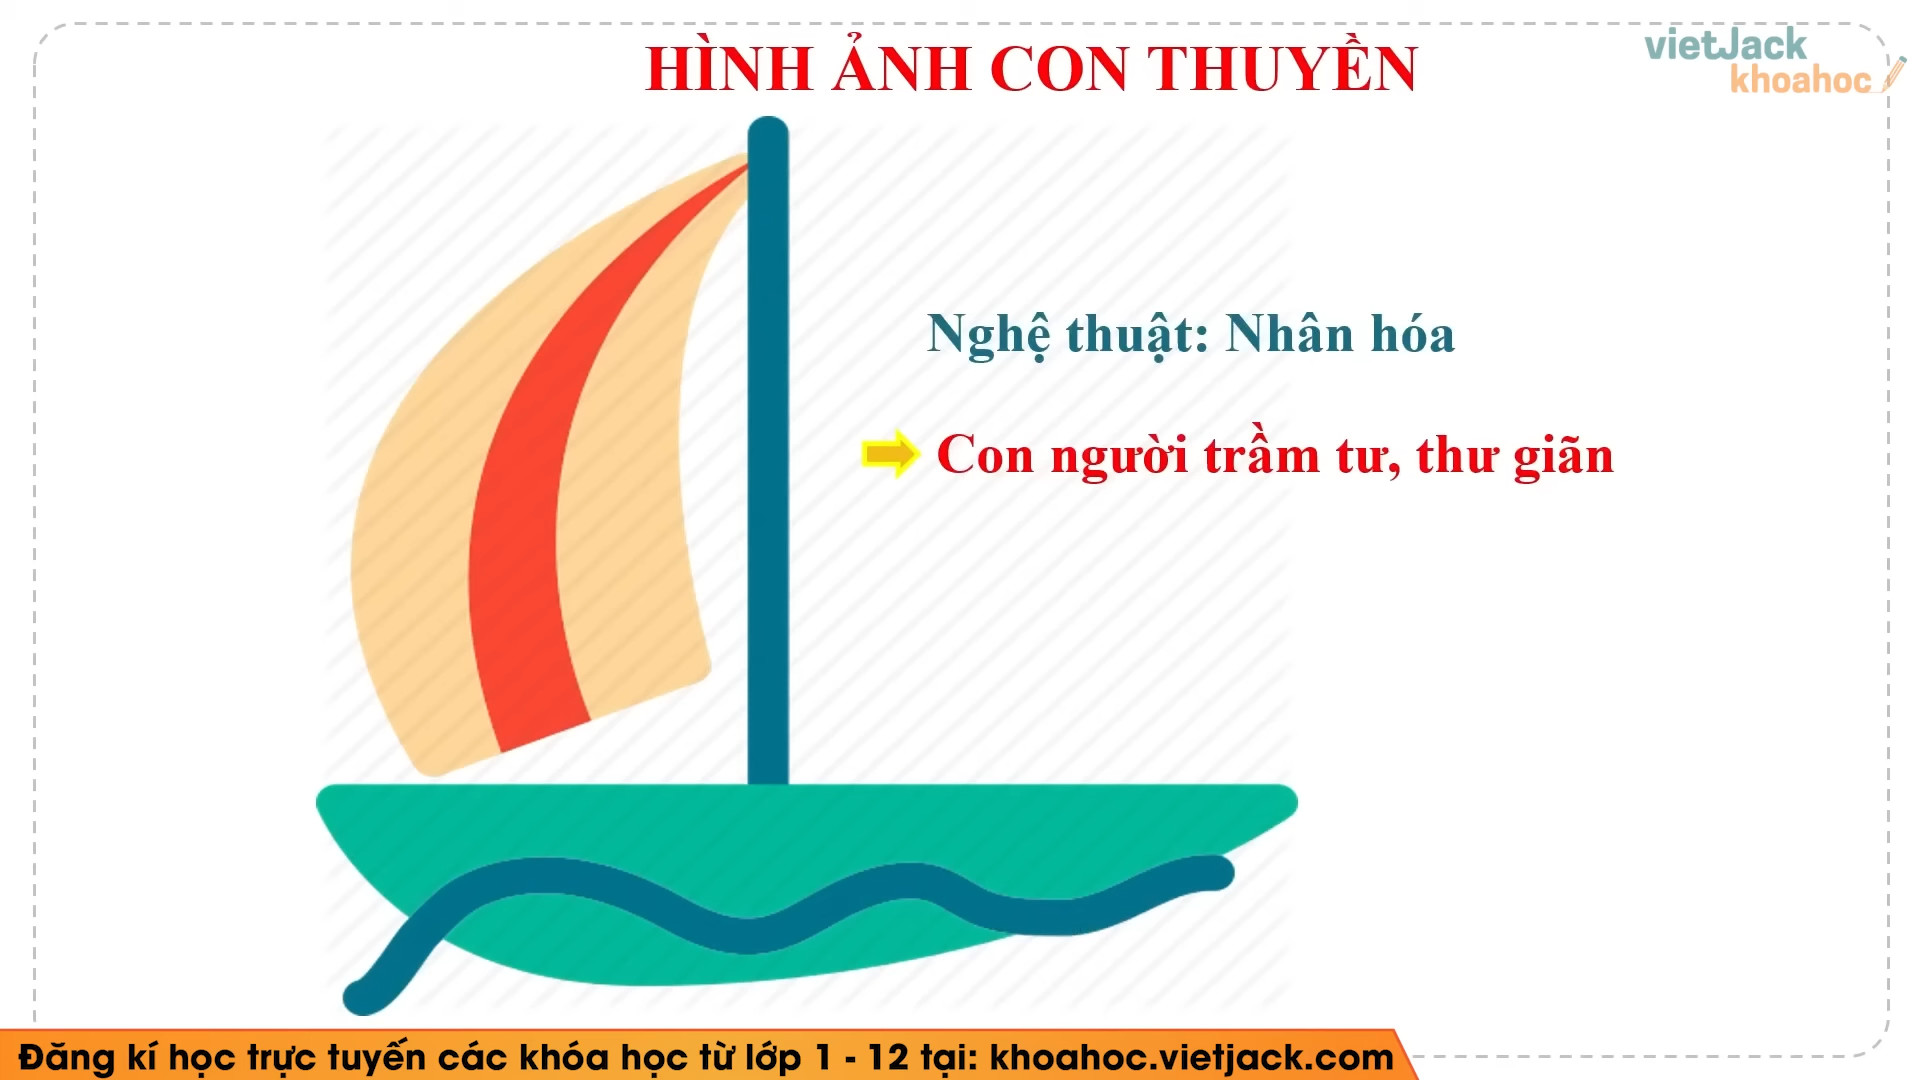 HÌNH ẢNH CON THUYỀN
vietJack
khoahoc
Nghệ thuật: Nhân hóa
Con người trầm tư, thư giãn
Đăng kí học trực tuyến các khóa học từ lớp 1 - 12 tại: khoahoc.vietjack.com